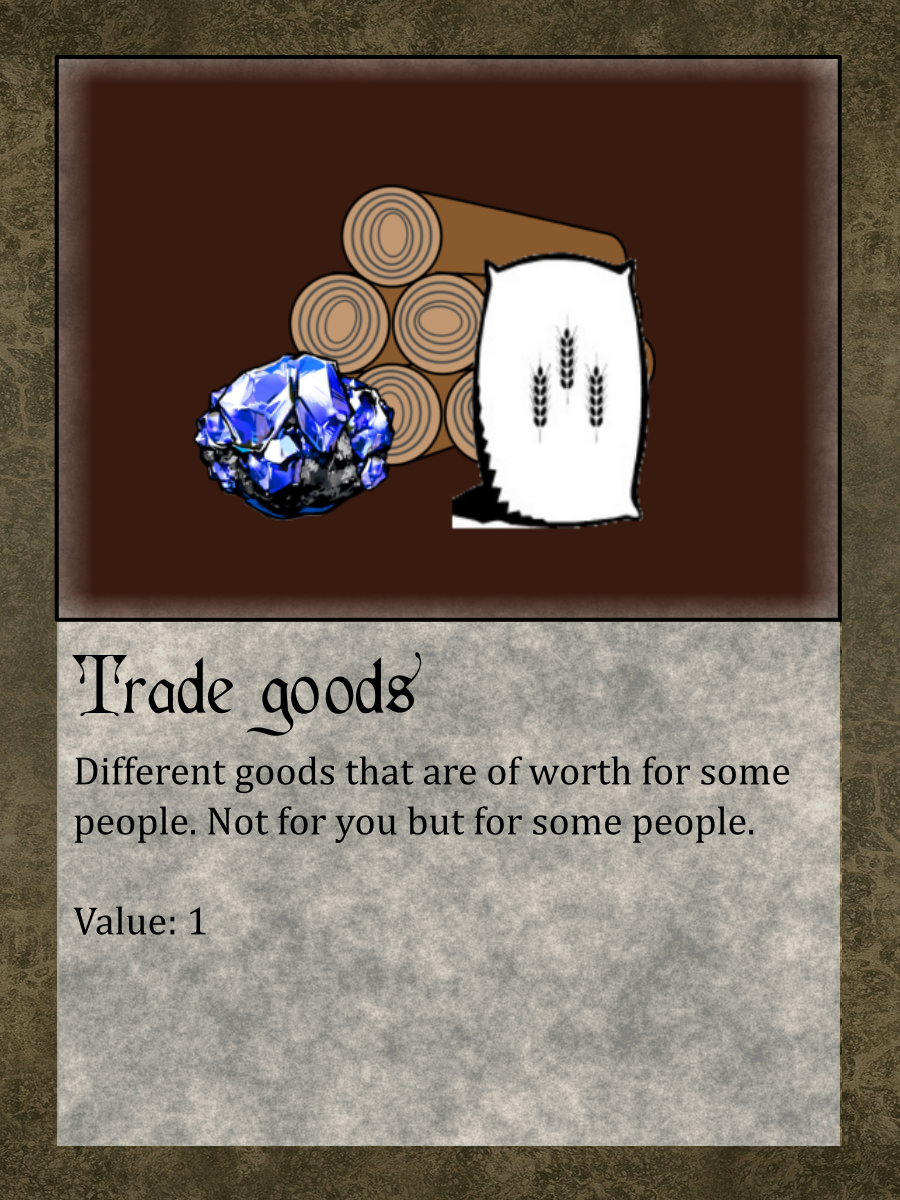 Trade goods
Different goods that are of worth for some
people. Not for you but for some people.
Value: 1